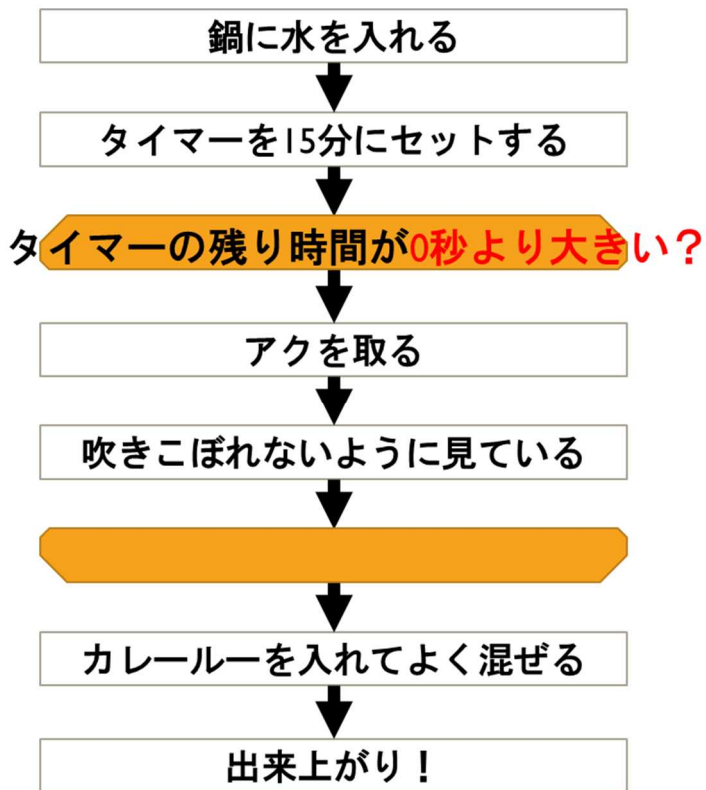 鍋に水を入れる
タイマーを15分にセットする
タイマーの残り時間が0秒より大きい？
アクを取る
吹きこぼれないように見ている
カレールーを入れてよく混ぜる
出来上がり！